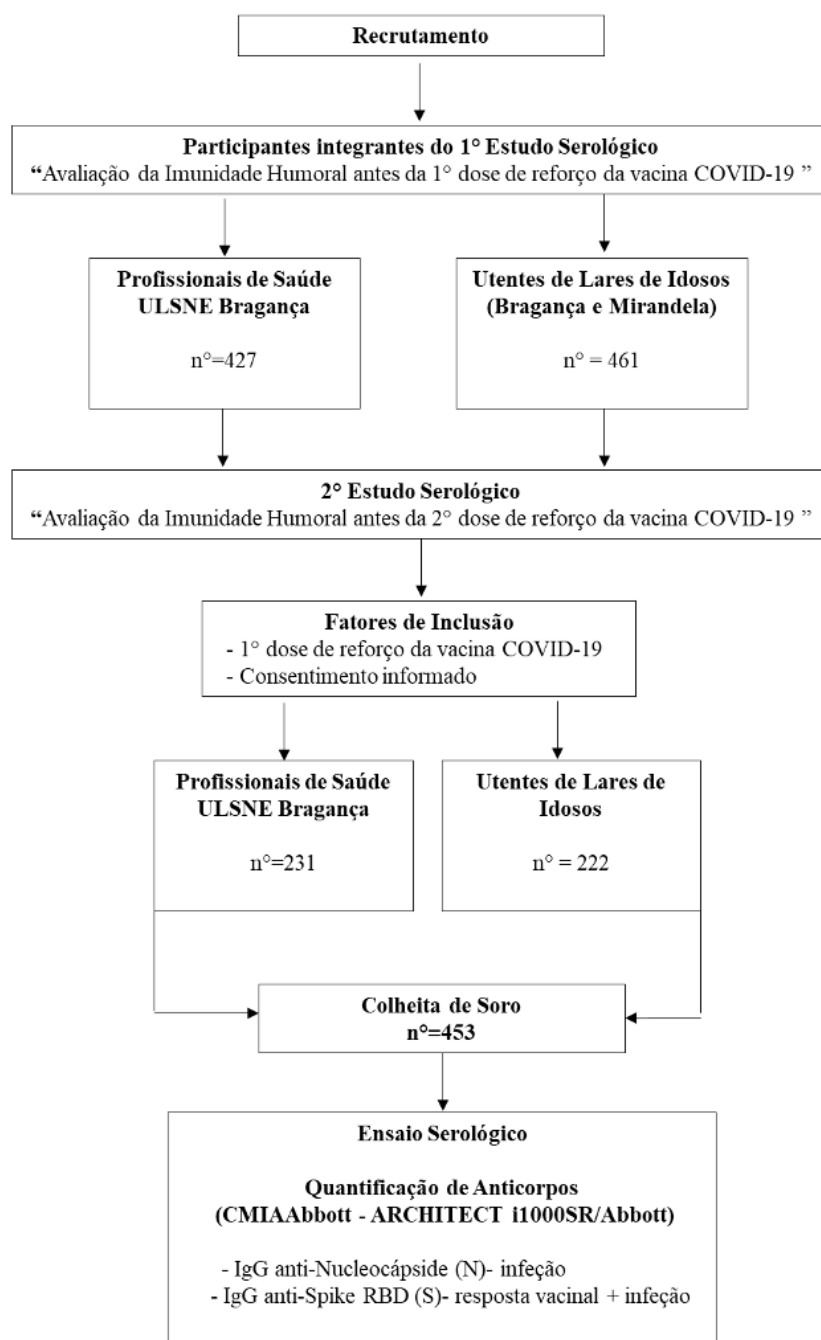 Recrutamento
Participantes integrantes do 1° Estudo Serológico
“Avaliação da Imunidade Humoral antes da 1° dose de reforço da vacina COVID-19 ”
Profissionais de Saúde
ULSNE Bragança
n°=427
Utentes de Lares de Idosos
(Bragança e Mirandela)
n° = 461
2° Estudo Serológico
“Avaliação da Imunidade Humoral antes da 2° dose de reforço da vacina COVID-19 ”
Fatores de Inclusão
- 1° dose de reforço da vacina COVID-19
- Consentimento informado
Profissionais de Saúde
ULSNE Bragança
n°=231
Utentes de Lares de
Idosos
n° = 222
Colheita de Soro
n°=453
Ensaio Serológico
Quantificação de Anticorpos
(CMIAAbbott - ARCHITECT i1000SR/Abbott)
- IgG anti-Nucleocápside (N)- infeção
- IgG anti-Spike RBD (S)- resposta vacinal + infeção